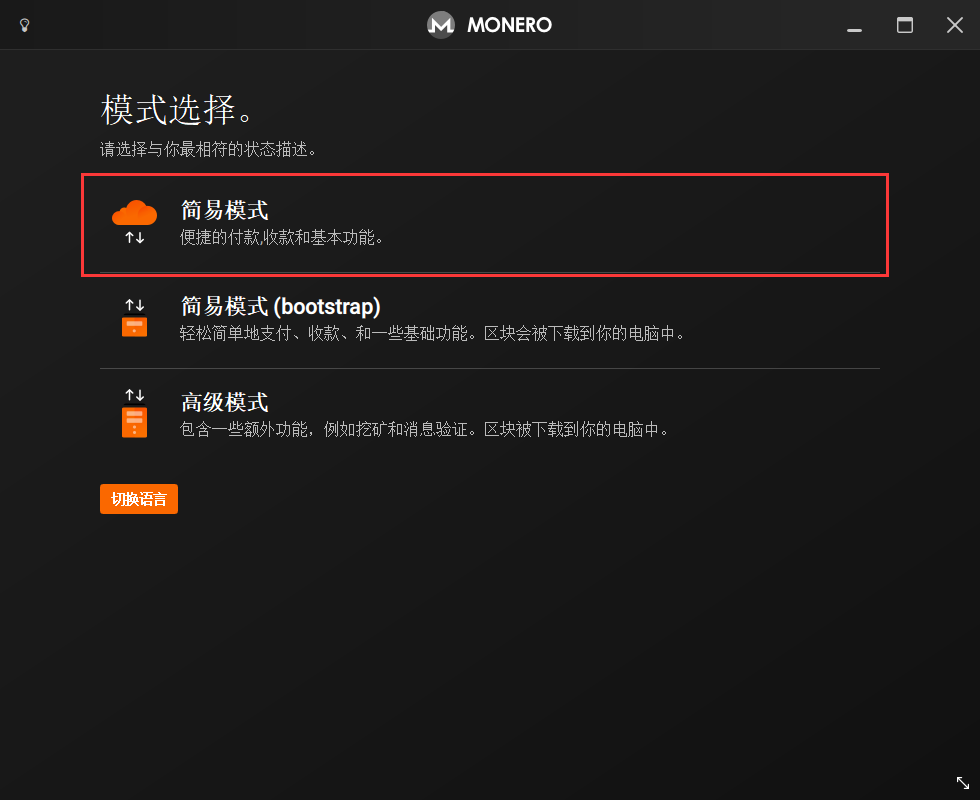 MONERO
模式选择。
请选择与你最相符的状态描述。
简易模式
便捷的付款,收款和基本功能。
简易模式 (bootstrap)
轻松简单地支付、收款、和一些基础功能。区块会被下载到你的电脑中。
高级模式
包含一些额外功能，例如挖矿和消息验证。区块被下载到你的电脑中。
切换语言